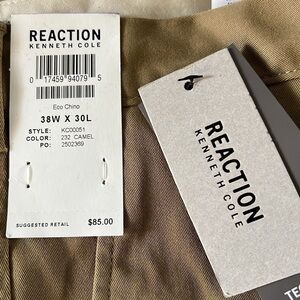 REACTION
KENNETH COLE
0 17459 94079 5
Eco Chino
38W X 30L
STYLE: KC00051
COLOR: 232 CAMEL
PO: 2502369
SUGGESTED RETAIL $85.00
REACTION
KENNETH COLE